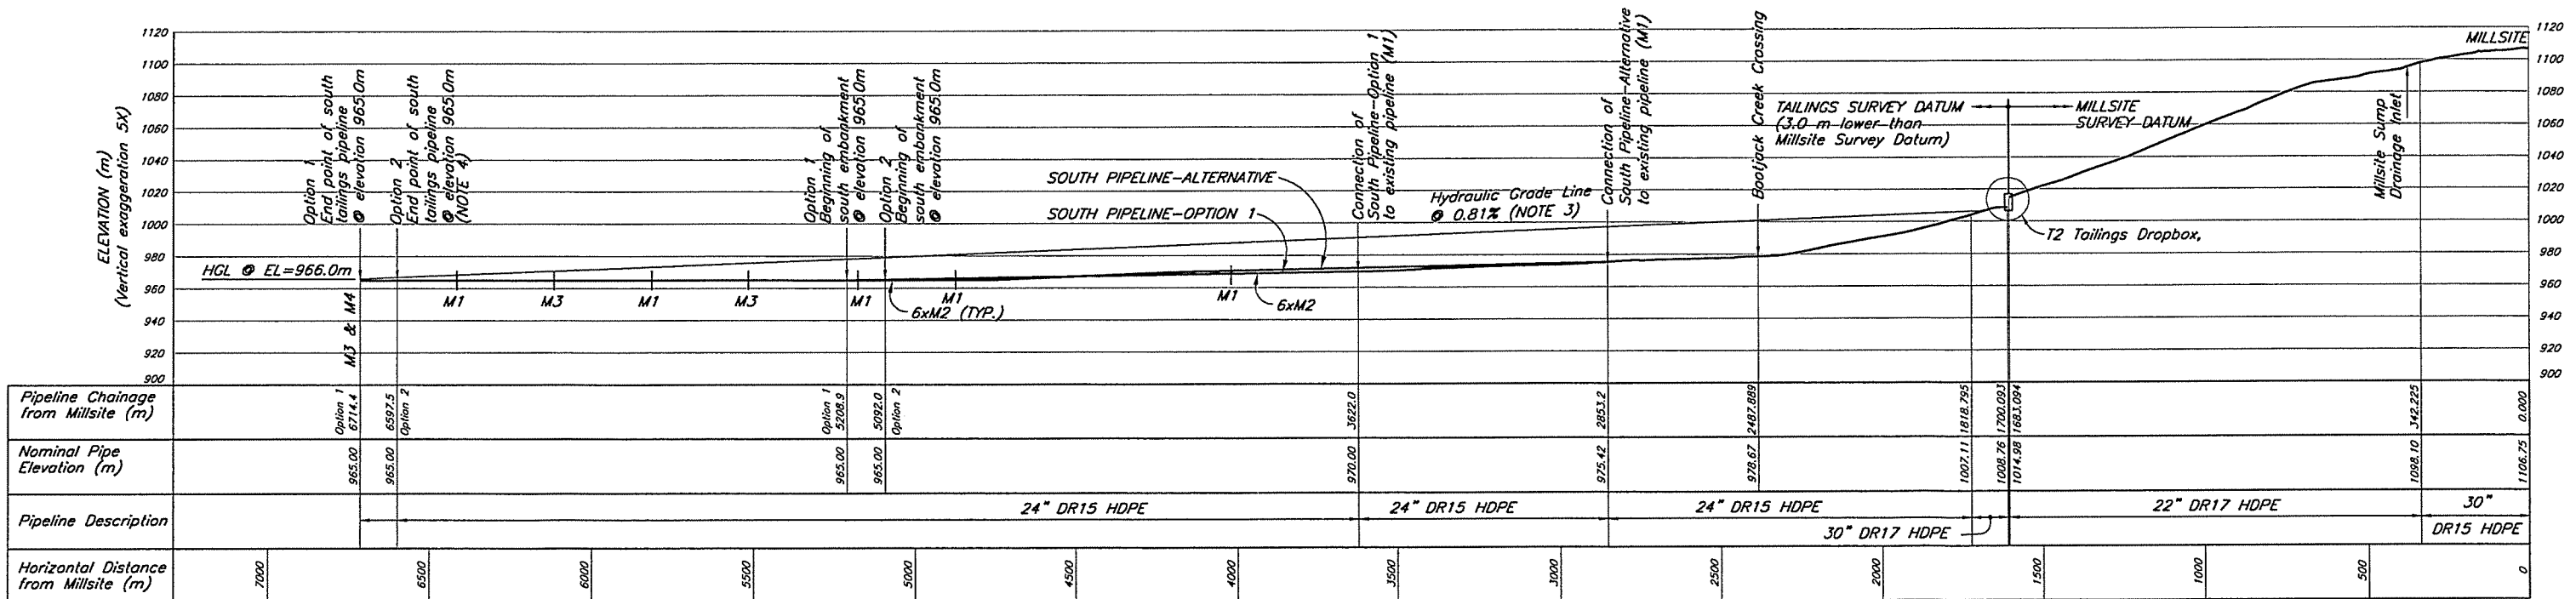 1120
1100
1080
1060
1040
1020
1000
980
960
940
920
900
ELEVATION (m)
(Vertical exaggeration 5X)
Option 1
End point of south
tailings pipeline
@ elevation 965.0m
Option 2
End point of south
tailings pipeline
@ elevation 965.0m
(NOTE 4)
Option 1
Beginning of
south embankment
@ elevation 965.0m
Option 2
Beginning of
south embankment
@ elevation 965.0m
Connection of
South Pipeline-Option 1
to existing pipeline (M1)
Connection of
South Pipeline-Alternative
to existing pipeline (M1)
Bootjack Creek Crossing
MILLSITE
TAILINGS SURVEY DATUM
(3.0 m lower than
Millsite Survey Datum)
MILLSITE
SURVEY DATUM
Millsite Sump
Drainage Inlet
SOUTH PIPELINE-ALTERNATIVE
SOUTH PIPELINE-OPTION 1
Hydraulic Grade Line
@ 0.81% (NOTE 3)
T2 Tailings Dropbox,
HGL @ EL=966.0m
M3 & M4
M1
M3
M1
M3
M1
M1
M1
6xM2 (TYP.)
6xM2
1120
1100
1080
1060
1040
1020
1000
980
960
940
920
900
Pipeline Chainage
from Millsite (m)
Option 1
6714.4
6597.5
Option 2
Option 1
5208.9
5092.0
Option 2
3622.0
2853.2
2487.889
1818.795
1700.093
1683.094
342.225
0.000
Nominal Pipe
Elevation (m)
965.00
965.00
965.00
965.00
970.00
975.42
978.67
1007.11
1008.76
1014.98
1098.10
1106.75
Pipeline Description
24" DR15 HDPE
24" DR15 HDPE
24" DR15 HDPE
30" DR17 HDPE
22" DR17 HDPE
30"
DR15 HDPE
Horizontal Distance
from Millsite (m)
7000
6500
6000
5500
5000
4500
4000
3500
3000
2500
2000
1500
1000
500
0